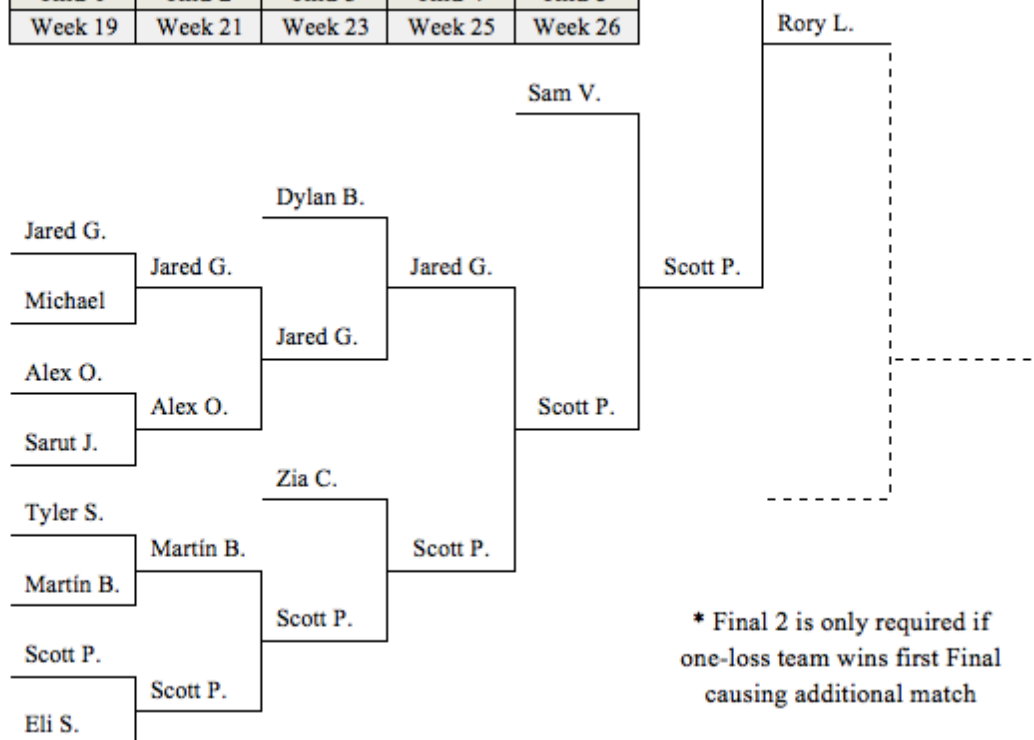 Week 19 Week 21 Week 23 Week 25 Week 26
Rory L.
Sam V.
Dylan B.
Jared G.
Jared G. Jared G. Scott P.
Michael
Jared G.
Alex O.
Alex O. Scott P.
Sarut J.
Zia C.
Tyler S.
Martín B. Scott P.
Martín B.
Scott P.
* Final 2 is only required if
one-loss team wins first Final
causing additional match
Scott P.
Scott P.
Eli S.